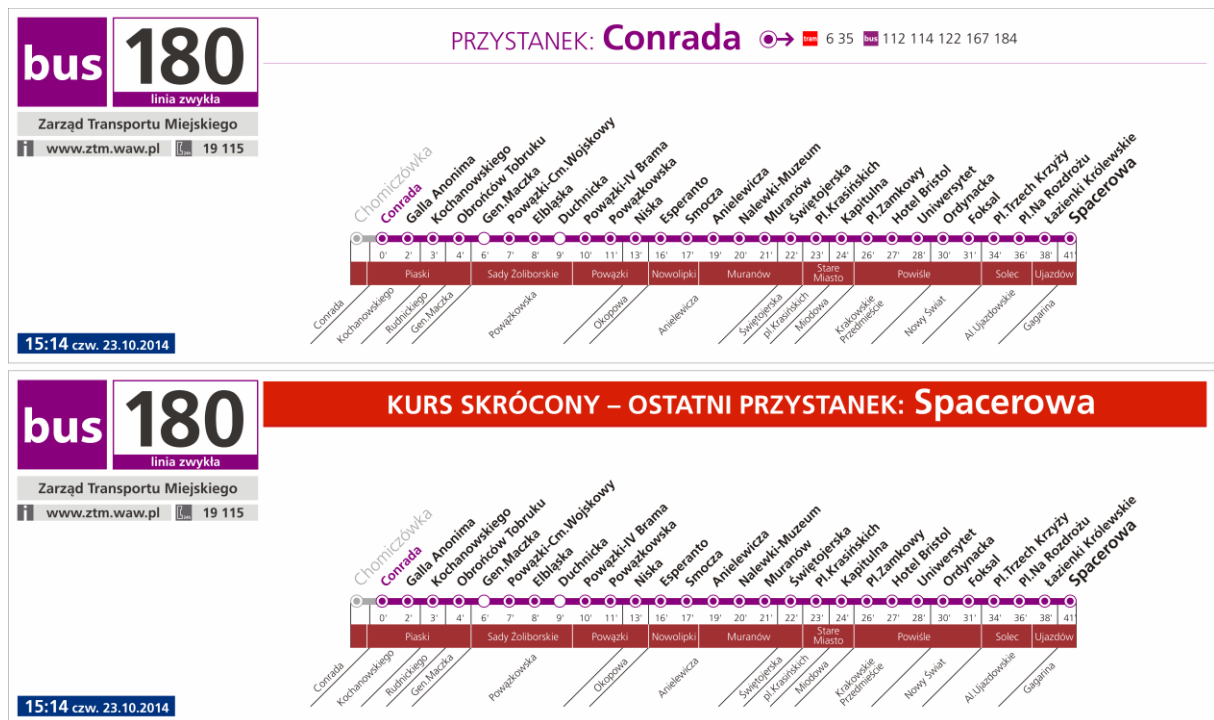 bus
180
linia zwykła
Zarząd Transportu Miejskiego
i www.ztm.waw.pl 19 115
PRZYSTANEK: Conrada tram 6 35 bus 112 114 122 167 184
Chomiczówka
Conrada
Galla Anonima
Kochanowskiego
Obrońców Tobruku
Gen.Maczka
Powązki-Cm.Wojskowy
Elbląska
Duchnicka
Powązki-IV Brama
Powązkowska
Niska
Esperanto
Smocza
Anielewicza
Nalewki-Muzeum
Muranów
Świętojerska
Pl.Krasińskich
Kapitulna
Pl.Zamkowy
Hotel Bristol
Uniwersytet
Ordynacka
Foksal
Pl.Trzech Krzyży
Pl.Na Rozdrożu
Łazienki Królewskie
Spacerowa
0' 2' 3' 4' 6' 7' 8' 9' 10' 11' 13' 16' 17' 19' 20' 21' 22' 23' 24' 26' 27' 28' 30' 31' 34' 36' 38' 41'
Piaski Sady Żoliborskie Powązki Nowolipki Muranów Stare Miasto Powiśle Solec Ujazdów
Conrada
Kochanowskiego
Rudnickiego
Gen.Maczka
Powązkowska
Okopowa
Anielewicza
Świętojerska
pl.Krasińskich
Miodowa
Krakowskie
Przedmieście
Nowy Świat
Al.Ujazdowskie
Gagarina
15:14 czw. 23.10.2014
bus
180
linia zwykła
Zarząd Transportu Miejskiego
i www.ztm.waw.pl 19 115
KURS SKRÓCONY – OSTATNI PRZYSTANEK: Spacerowa
Chomiczówka
Conrada
Galla Anonima
Kochanowskiego
Obrońców Tobruku
Gen.Maczka
Powązki-Cm.Wojskowy
Elbląska
Duchnicka
Powązki-IV Brama
Powązkowska
Niska
Esperanto
Smocza
Anielewicza
Nalewki-Muzeum
Muranów
Świętojerska
Pl.Krasińskich
Kapitulna
Pl.Zamkowy
Hotel Bristol
Uniwersytet
Ordynacka
Foksal
Pl.Trzech Krzyży
Pl.Na Rozdrożu
Łazienki Królewskie
Spacerowa
0' 2' 3' 4' 6' 7' 8' 9' 10' 11' 13' 16' 17' 19' 20' 21' 22' 23' 24' 26' 27' 28' 30' 31' 34' 36' 38' 41'
Piaski Sady Żoliborskie Powązki Nowolipki Muranów Stare Miasto Powiśle Solec Ujazdów
Conrada
Kochanowskiego
Rudnickiego
Gen.Maczka
Powązkowska
Okopowa
Anielewicza
Świętojerska
pl.Krasińskich
Miodowa
Krakowskie
Przedmieście
Nowy Świat
Al.Ujazdowskie
Gagarina
15:14 czw. 23.10.2014